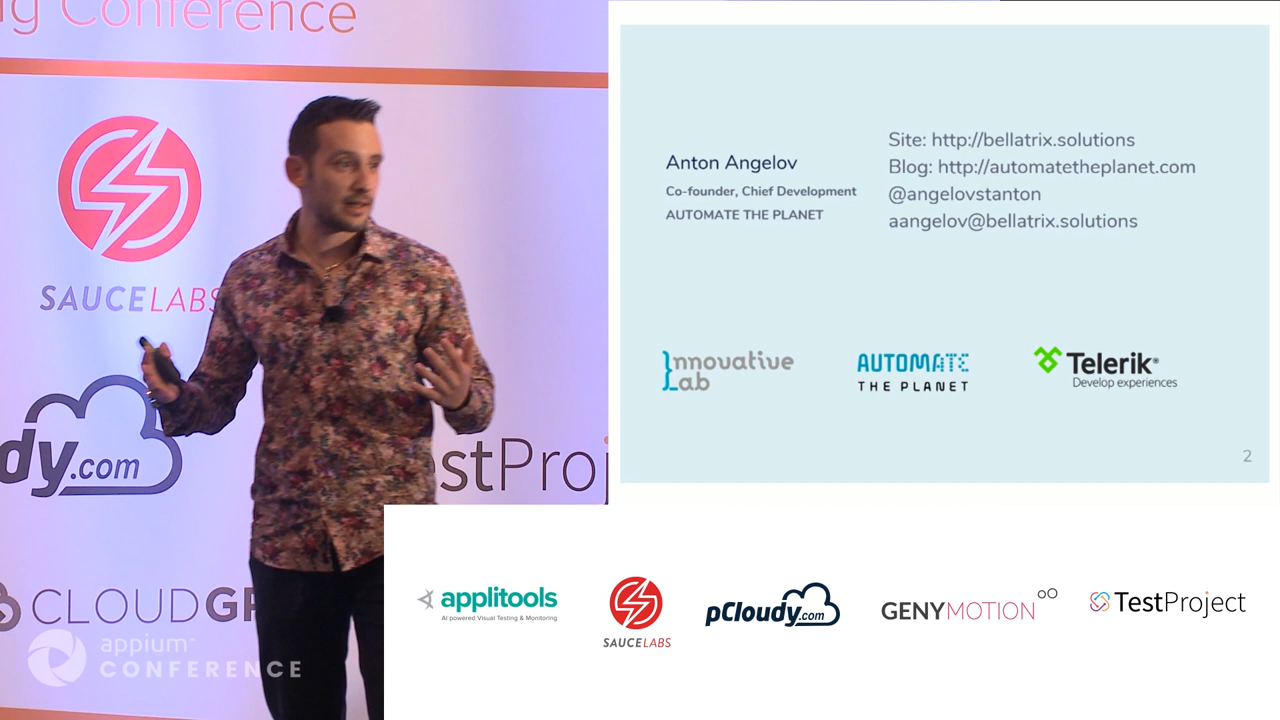 Conference
SAUCELABS
dy.com
stProj
CLOUDGR
appium™
CONFERENCE
Anton Angelov
Co-founder, Chief Development
AUTOMATE THE PLANET
Site: http://bellatrix.solutions
Blog: http://automatetheplanet.com
@angelovstanton
aangelov@bellatrix.solutions
Innovative
Lab
AUTOMATE
THE PLANET
Telerik®
Develop experiences
2
applitools
AI powered Visual Testing & Monitoring
SAUCELABS
pCloudy.com
GENYMOTION
TestProject